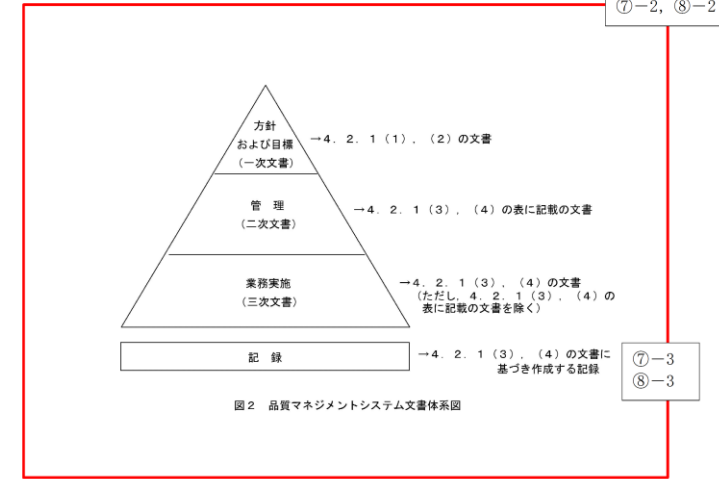 ⑦－2，⑧－2
方針
および目標
（一次文書）
→４．２．１（１），（２）の文書
管　理
（二次文書）
→４．２．１（３），（４）の表に記載の文書
業務実施
（三次文書）
→４．２．１（３），（４）の文書
（ただし，４．２．１（３），（４）の
表に記載の文書を除く）
記　録
→４．２．１（３），（４）の文書に
基づき作成する記録
⑦－3
⑧－3
図２　品質マネジメントシステム文書体系図